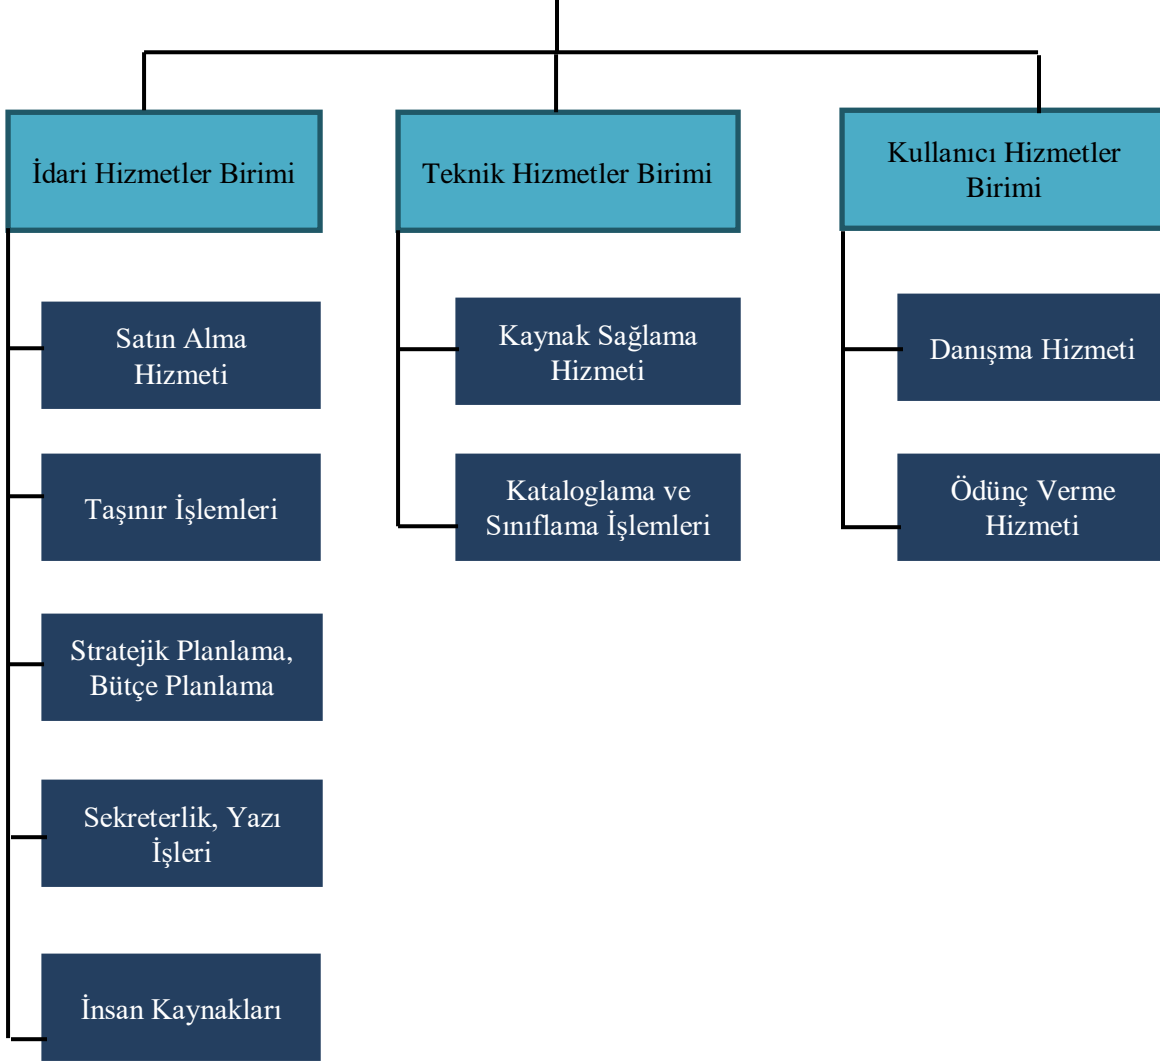 İdari Hizmetler Birimi
Teknik Hizmetler Birimi
Kullanıcı Hizmetler
Birimi
Satın Alma
Hizmeti
Kaynak Sağlama
Hizmeti
Danışma Hizmeti
Taşınır İşlemleri
Kataloglama ve
Sınıflama İşlemleri
Ödünç Verme
Hizmeti
Stratejik Planlama,
Bütçe Planlama
Sekreterlik, Yazı
İşleri
İnsan Kaynakları